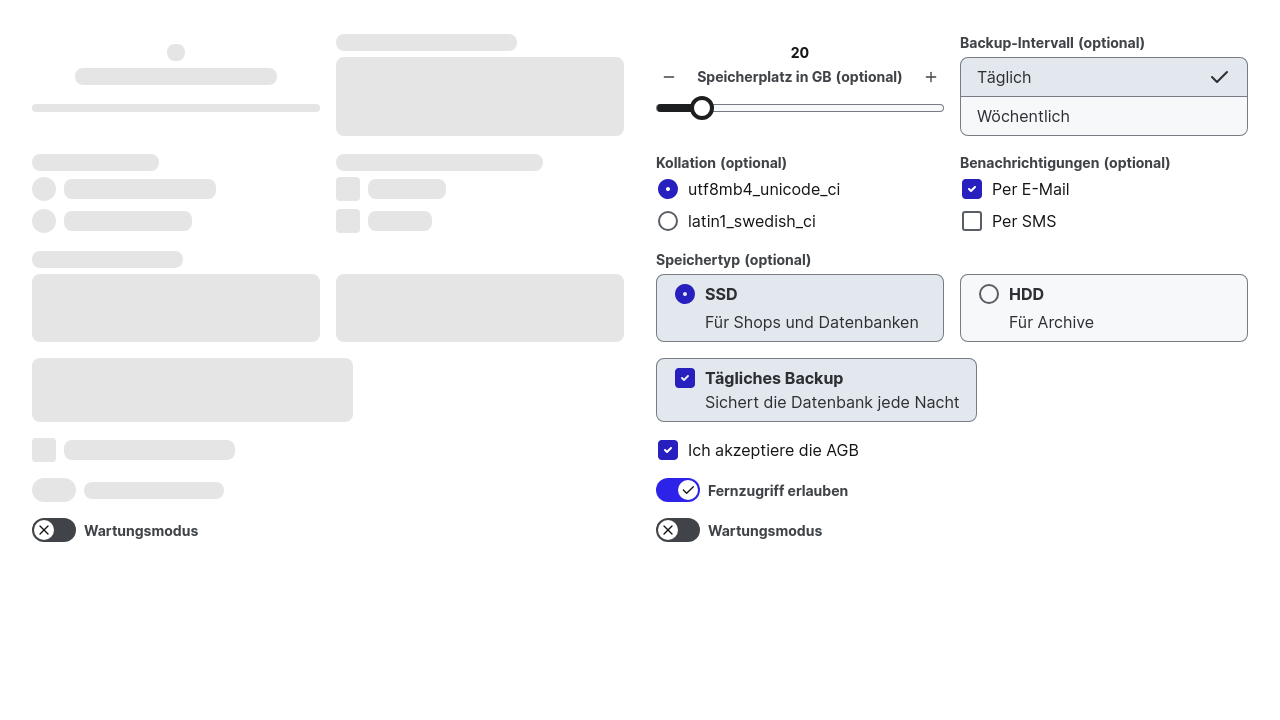 20
Speicherplatz in GB (optional)
Backup-Intervall (optional)
Täglich
Wöchentlich
Kollation (optional)
utf8mb4_unicode_ci
latin1_swedish_ci
Benachrichtigungen (optional)
Per E-Mail
Per SMS
Speichertyp (optional)
SSD
Für Shops und Datenbanken
HDD
Für Archive
Tägliches Backup
Sichert die Datenbank jede Nacht
Ich akzeptiere die AGB
Fernzugriff erlauben
Wartungsmodus
Wartungsmodus